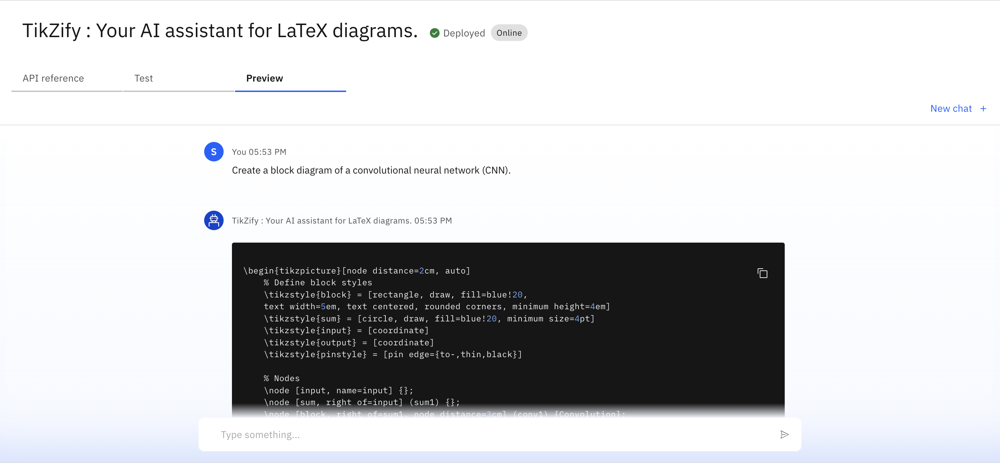 TikZify : Your AI assistant for LaTeX diagrams. Deployed Online
API reference Test Preview
New chat +
S You 05:53 PM
Create a block diagram of a convolutional neural network (CNN).
TikZify : Your AI assistant for LaTeX diagrams. 05:53 PM
\begin{tikzpicture}[node distance=2cm, auto]
    % Define block styles
    \tikzstyle{block} = [rectangle, draw, fill=blue!20,
    text width=5em, text centered, rounded corners, minimum height=4em]
    \tikzstyle{sum} = [circle, draw, fill=blue!20, minimum size=4pt]
    \tikzstyle{input} = [coordinate]
    \tikzstyle{output} = [coordinate]
    \tikzstyle{pinstyle} = [pin edge={to-,thin,black}]
    % Nodes
    \node [input, name=input] {};
    \node [sum, right of=input] (sum1) {};
    \node [block, right of=sum1, node distance=3cm] (conv1) {Convolution};
Type something...